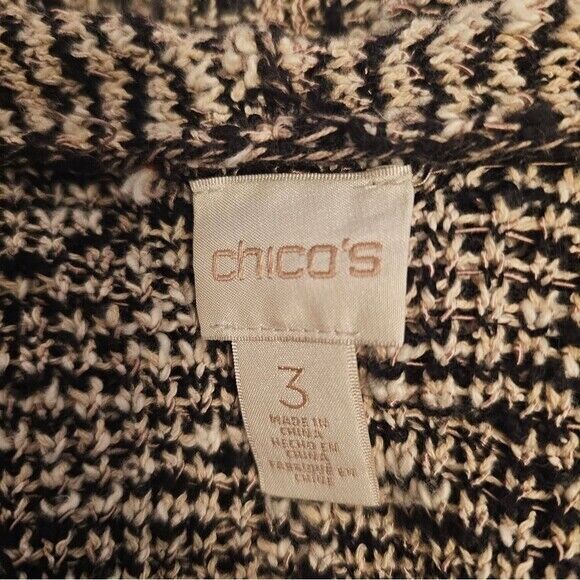 chico's
3
MADE IN
CHINA
HECHO EN
CHINA
FABRIQUÉ EN
CHINE